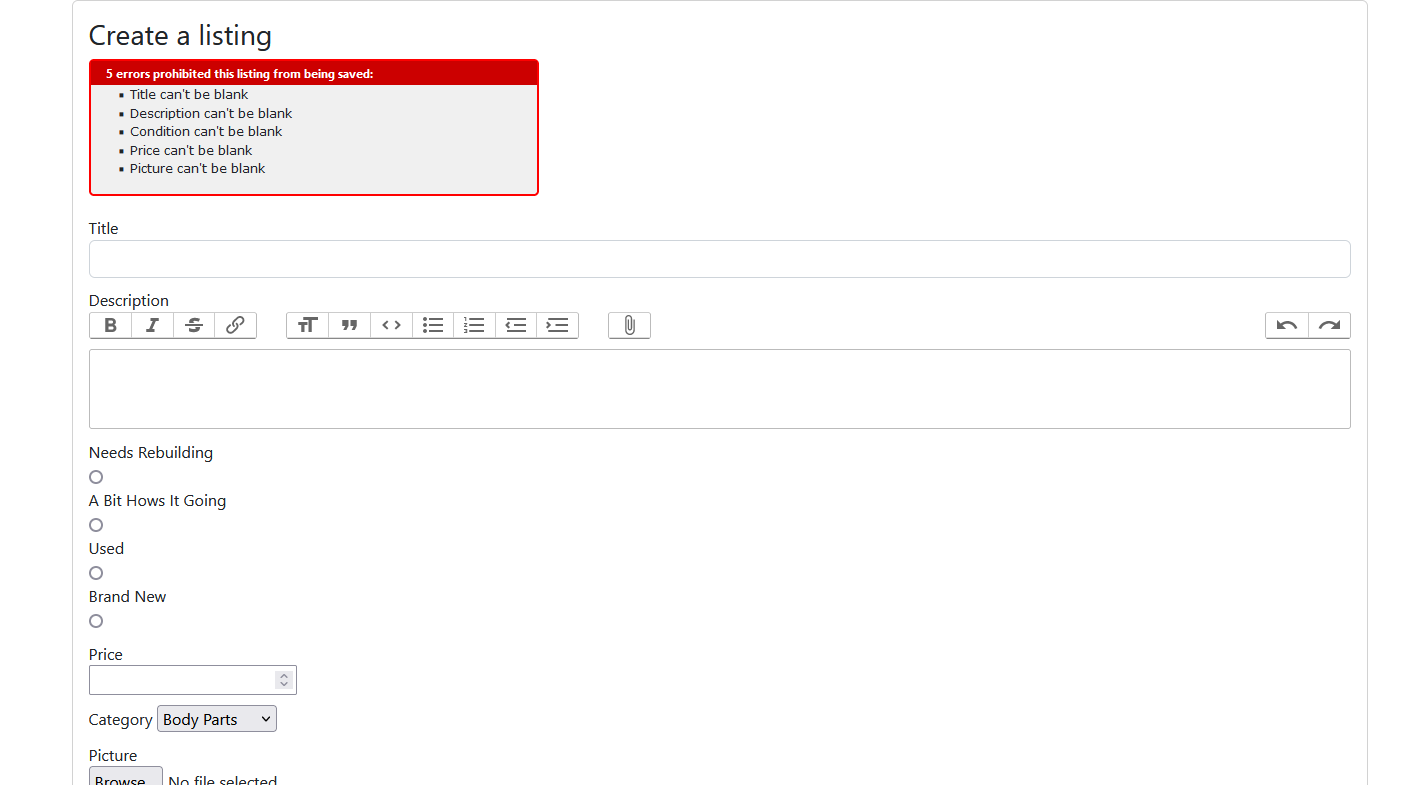 Create a listing
5 errors prohibited this listing from being saved:
Title can't be blank
Description can't be blank
Condition can't be blank
Price can't be blank
Picture can't be blank
Title
Description
Needs Rebuilding
A Bit Hows It Going
Used
Brand New
Price
Category Body Parts
Picture
Browse... No file selected.